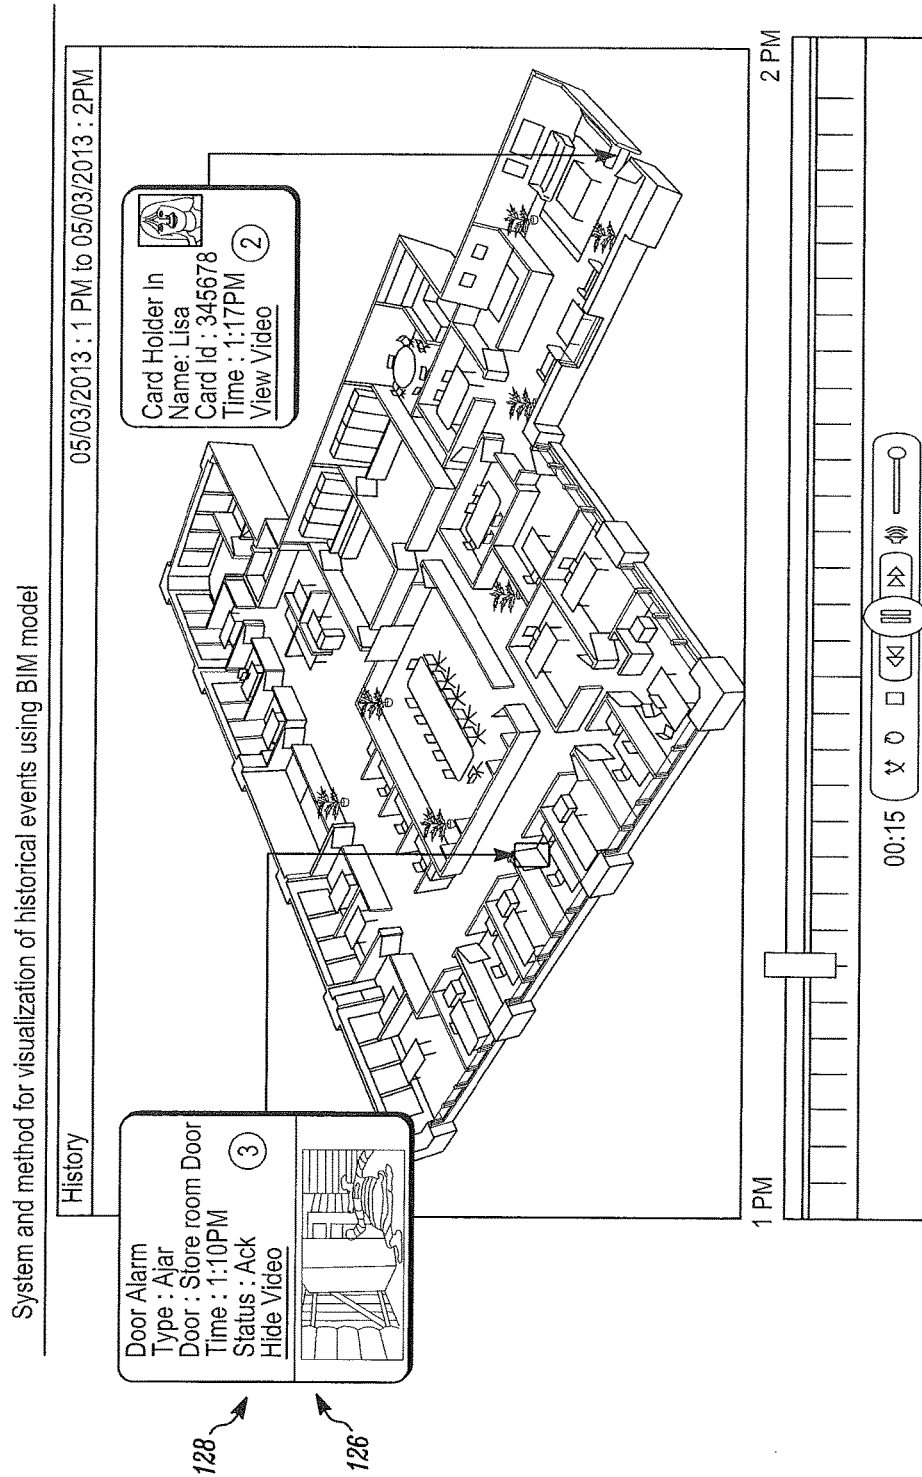 System and method for visualization of historical events using BIM model
History
05/03/2013 : 1 PM to 05/03/2013 : 2PM
Door Alarm
Type : Ajar
Door : Store room Door
Time : 1:10PM
Status : Ack
Hide Video
3
Card Holder In
Name: Lisa
Card Id : 345678
Time : 1:17PM
View Video
2
128
126
1 PM
2 PM
00:15